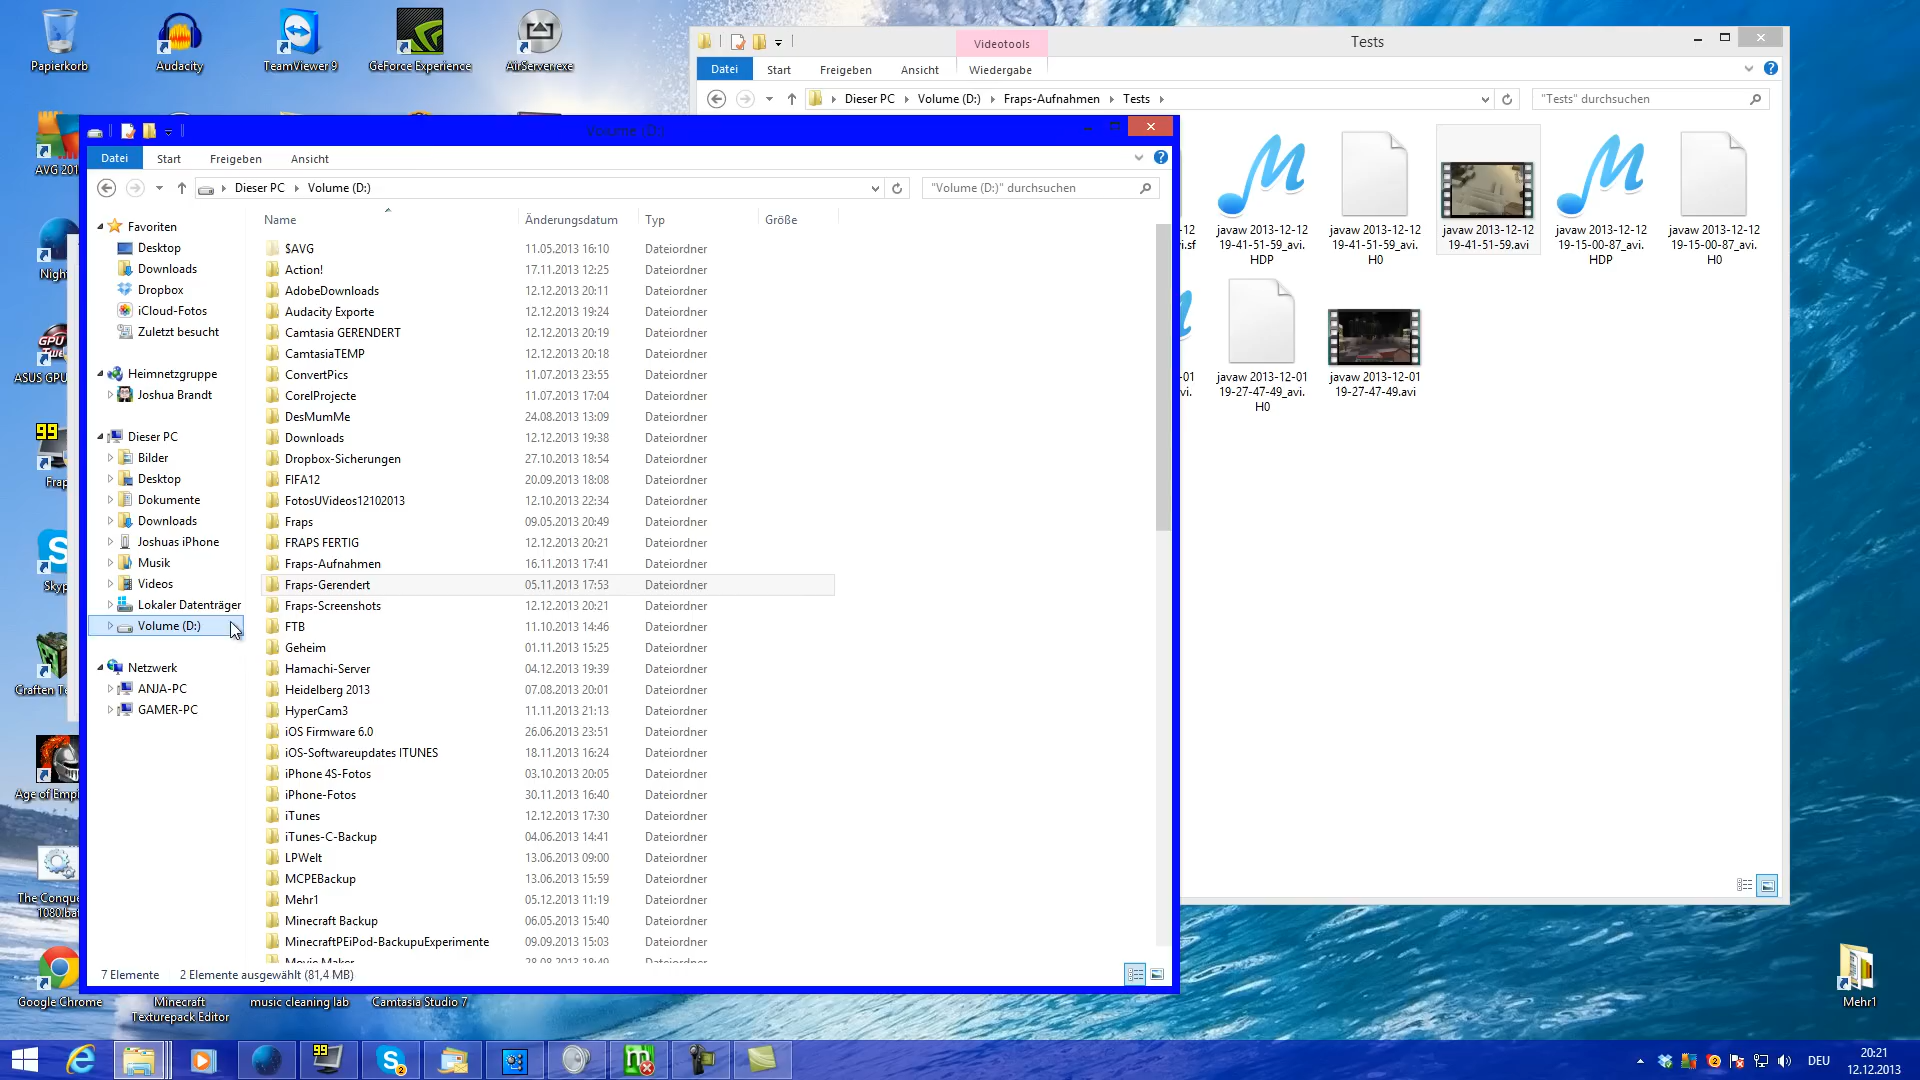 Papierkorb
Audacity
TeamViewer 9
GeForce Experience
AirServer.exe
Videotools
Tests
Datei
Start
Freigeben
Ansicht
Wiedergabe
Dieser PC
Volume (D:)
Fraps-Aufnahmen
Tests
"Tests" durchsuchen
javaw 2013-12-12
19-41-51-59_avi.
HDP
javaw 2013-12-12
19-41-51-59_avi.
H0
javaw 2013-12-12
19-41-51-59.avi
javaw 2013-12-12
19-15-00-87_avi.
HDP
javaw 2013-12-12
19-15-00-87_avi.
H0
javaw 2013-12-01
19-27-47-49_avi.
H0
javaw 2013-12-01
19-27-47-49.avi
AVG 201
Night
GPU
ASUS GPU
99
Frap
Skyp
Craften Te
Age of Empi
The Conque
1080.bat
Google Chrome
Minecraft
Texturepack Editor
music cleaning lab
Camtasia Studio 7
Mehr1
Volume (D:)
Datei
Start
Freigeben
Ansicht
Dieser PC
Volume (D:)
"Volume (D:)" durchsuchen
Favoriten
Desktop
Downloads
Dropbox
iCloud-Fotos
Zuletzt besucht
Heimnetzgruppe
Joshua Brandt
Dieser PC
Bilder
Desktop
Dokumente
Downloads
Joshuas iPhone
Musik
Videos
Lokaler Datenträger
Volume (D:)
Netzwerk
ANJA-PC
GAMER-PC
Name Änderungsdatum Typ Größe
$AVG 11.05.2013 16:10 Dateiordner
Action! 17.11.2013 12:25 Dateiordner
AdobeDownloads 12.12.2013 20:11 Dateiordner
Audacity Exporte 12.12.2013 19:24 Dateiordner
Camtasia GERENDERT 12.12.2013 20:19 Dateiordner
CamtasiaTEMP 12.12.2013 20:18 Dateiordner
ConvertPics 11.07.2013 23:55 Dateiordner
CorelProjecte 11.07.2013 17:04 Dateiordner
DesMumMe 24.08.2013 13:09 Dateiordner
Downloads 12.12.2013 19:38 Dateiordner
Dropbox-Sicherungen 27.10.2013 18:54 Dateiordner
FIFA12 20.09.2013 18:08 Dateiordner
FotosUVideos12102013 12.10.2013 22:34 Dateiordner
Fraps 09.05.2013 20:49 Dateiordner
FRAPS FERTIG 12.12.2013 20:21 Dateiordner
Fraps-Aufnahmen 16.11.2013 17:41 Dateiordner
Fraps-Gerendert 05.11.2013 17:53 Dateiordner
Fraps-Screenshots 12.12.2013 20:21 Dateiordner
FTB 11.10.2013 14:46 Dateiordner
Geheim 01.11.2013 15:25 Dateiordner
Hamachi-Server 04.12.2013 19:39 Dateiordner
Heidelberg 2013 07.08.2013 20:01 Dateiordner
HyperCam3 11.11.2013 21:13 Dateiordner
iOS Firmware 6.0 26.06.2013 23:51 Dateiordner
iOS-Softwareupdates ITUNES 18.11.2013 16:24 Dateiordner
iPhone 4S-Fotos 03.10.2013 20:05 Dateiordner
iPhone-Fotos 30.11.2013 16:40 Dateiordner
iTunes 12.12.2013 17:30 Dateiordner
iTunes-C-Backup 04.06.2013 14:41 Dateiordner
LPWelt 13.06.2013 09:00 Dateiordner
MCPEBackup 13.06.2013 15:59 Dateiordner
Mehr1 05.12.2013 11:19 Dateiordner
Minecraft Backup 06.05.2013 15:40 Dateiordner
MinecraftPEiPod-BackupuExperimente 09.09.2013 15:03 Dateiordner
Movie Maker 28.08.2013 18:49 Dateiordner
7 Elemente 2 Elemente ausgewählt (81,4 MB)
99
2
DEU
20:21
12.12.2013